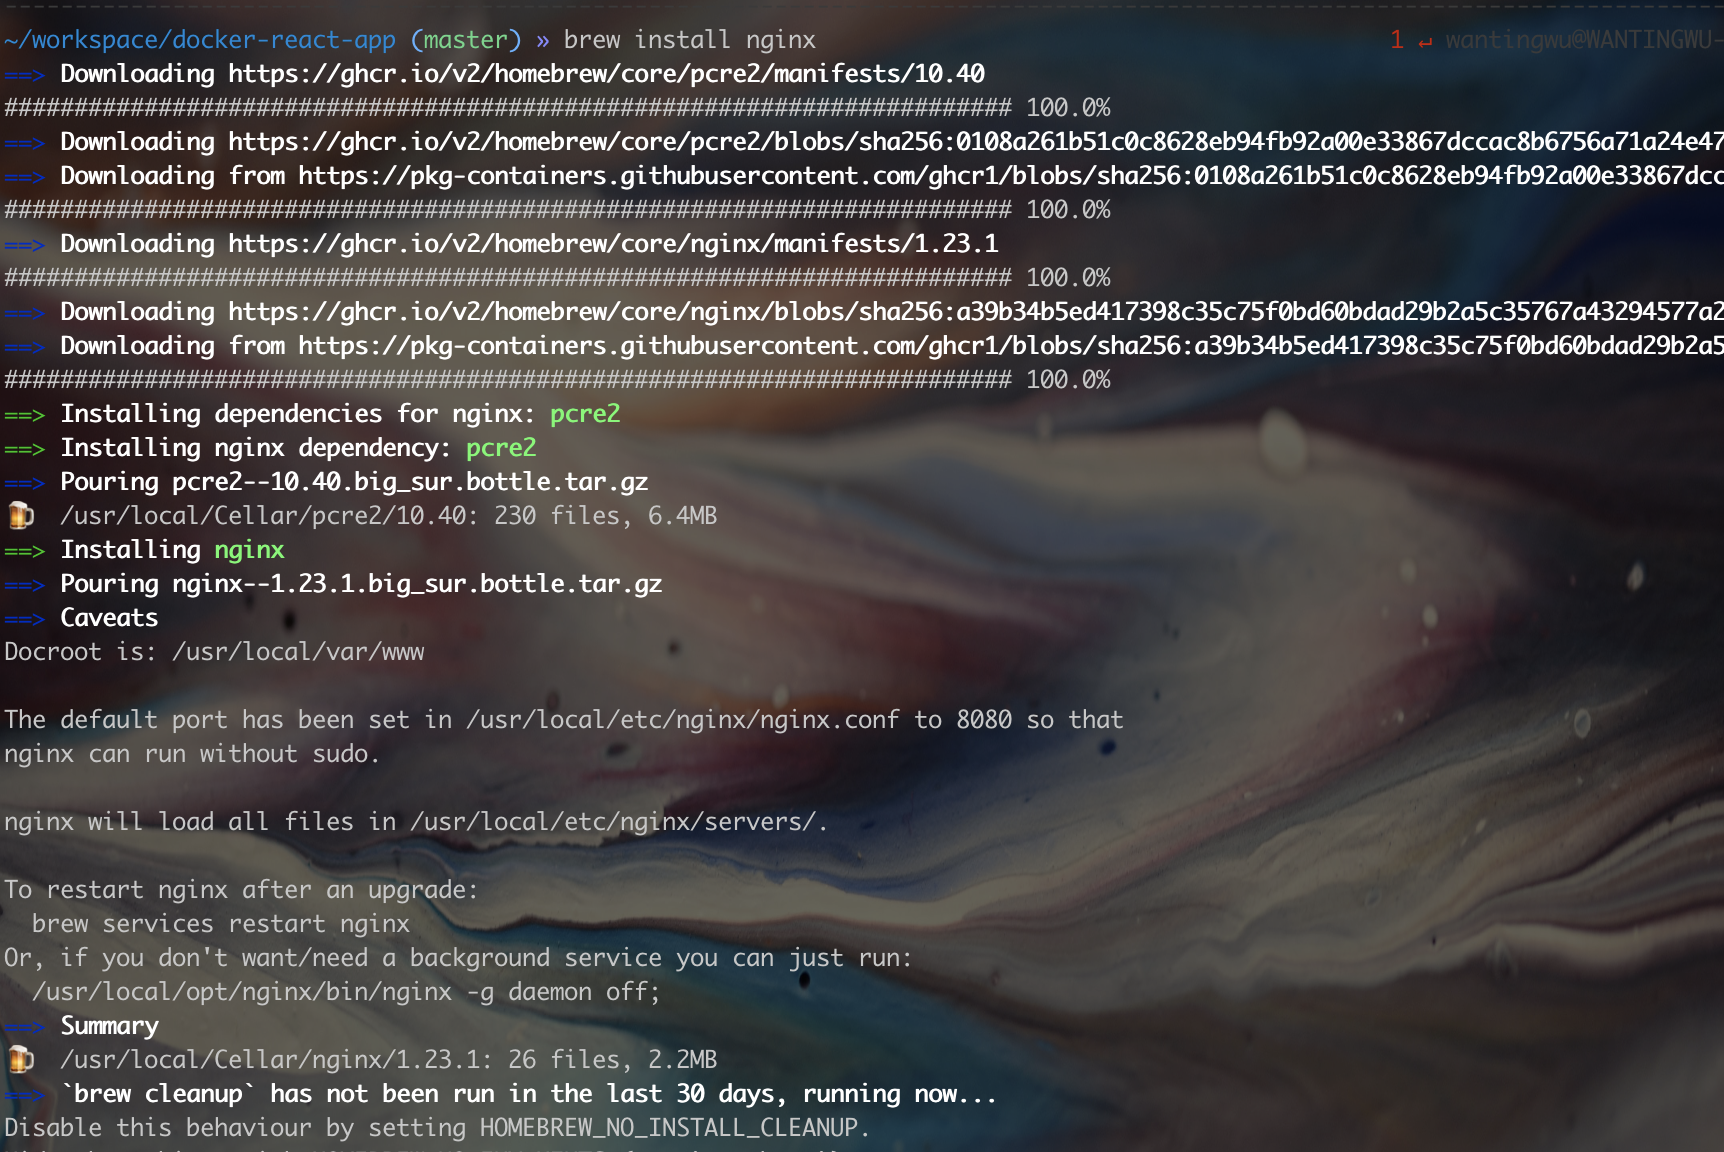 ~/workspace/docker-react-app (master) » brew install nginx 1 ↵ wantingwu@WANTINGWU-
==> Downloading https://ghcr.io/v2/homebrew/core/pcre2/manifests/10.40
######################################################################## 100.0%
==> Downloading https://ghcr.io/v2/homebrew/core/pcre2/blobs/sha256:0108a261b51c0c8628eb94fb92a00e33867dccac8b6756a71a24e47
==> Downloading from https://pkg-containers.githubusercontent.com/ghcr1/blobs/sha256:0108a261b51c0c8628eb94fb92a00e33867dcc
######################################################################## 100.0%
==> Downloading https://ghcr.io/v2/homebrew/core/nginx/manifests/1.23.1
######################################################################## 100.0%
==> Downloading https://ghcr.io/v2/homebrew/core/nginx/blobs/sha256:a39b34b5ed417398c35c75f0bd60bdad29b2a5c35767a43294577a2
==> Downloading from https://pkg-containers.githubusercontent.com/ghcr1/blobs/sha256:a39b34b5ed417398c35c75f0bd60bdad29b2a5
######################################################################## 100.0%
==> Installing dependencies for nginx: pcre2
==> Installing nginx dependency: pcre2
==> Pouring pcre2--10.40.big_sur.bottle.tar.gz
🍺 /usr/local/Cellar/pcre2/10.40: 230 files, 6.4MB
==> Installing nginx
==> Pouring nginx--1.23.1.big_sur.bottle.tar.gz
==> Caveats
Docroot is: /usr/local/var/www
The default port has been set in /usr/local/etc/nginx/nginx.conf to 8080 so that
nginx can run without sudo.
nginx will load all files in /usr/local/etc/nginx/servers/.
To restart nginx after an upgrade:
brew services restart nginx
Or, if you don't want/need a background service you can just run:
/usr/local/opt/nginx/bin/nginx -g daemon off;
==> Summary
🍺 /usr/local/Cellar/nginx/1.23.1: 26 files, 2.2MB
==> `brew cleanup` has not been run in the last 30 days, running now...
Disable this behaviour by setting HOMEBREW_NO_INSTALL_CLEANUP.